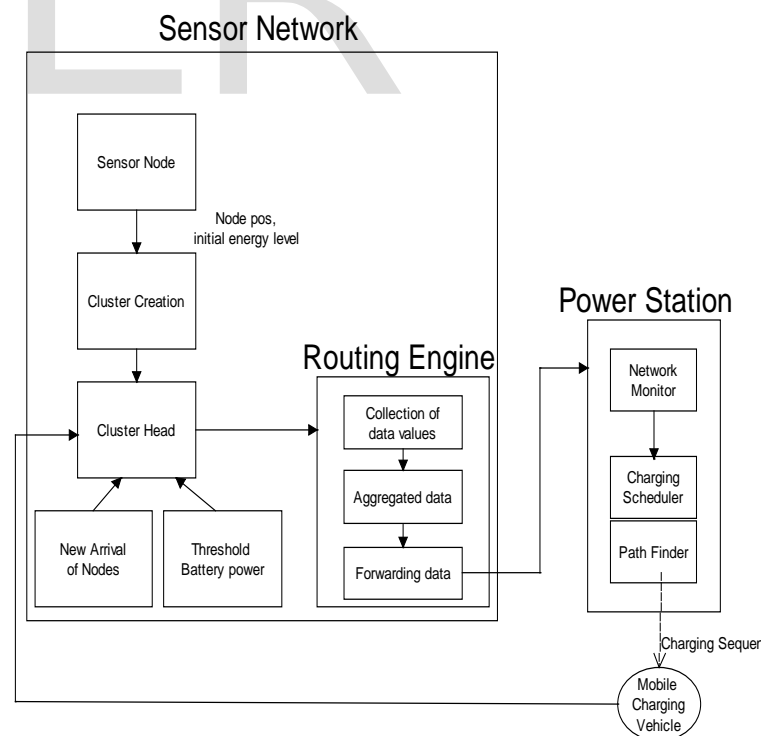 Sensor Network
Sensor Node
Node pos,
initial energy level
Cluster Creation
Cluster Head
New Arrival
of Nodes
Threshold
Battery power
Routing Engine
Collection of
data values
Aggregated data
Forwarding data
Power Station
Network
Monitor
Charging
Scheduler
Path Finder
Charging Sequen
Mobile
Charging
Vehicle